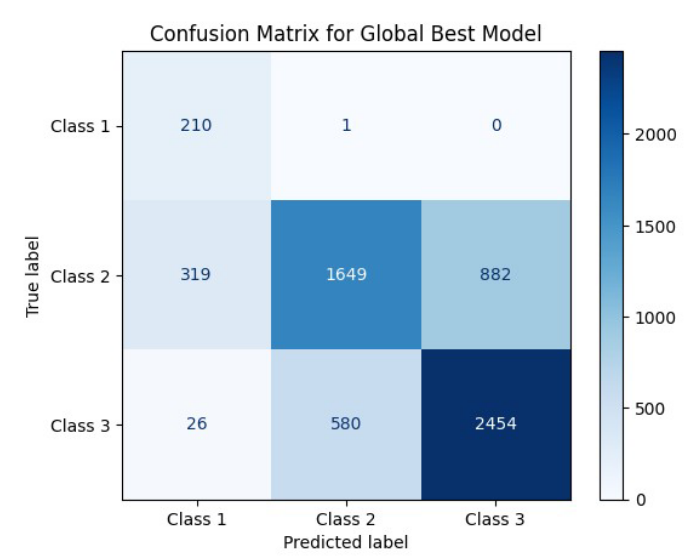 Confusion Matrix for Global Best Model
Class 1
210
1
0
Class 2
319
1649
882
Class 3
26
580
2454
Class 1
Class 2
Class 3
Predicted label
True label
2000
1500
1000
500
0